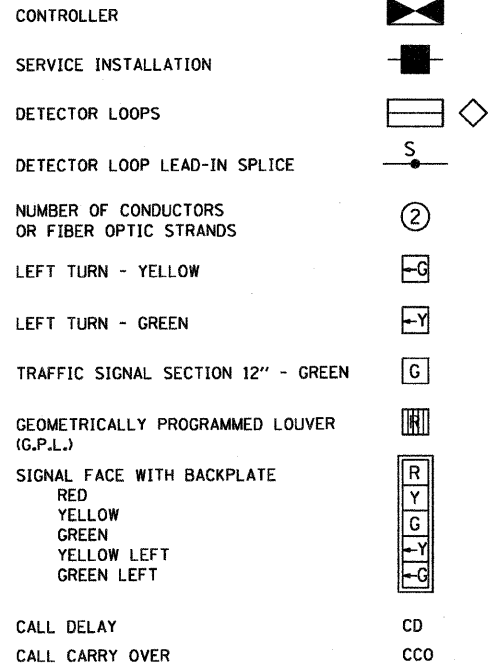 CONTROLLER
SERVICE INSTALLATION
DETECTOR LOOPS
DETECTOR LOOP LEAD-IN SPLICE S
NUMBER OF CONDUCTORS
OR FIBER OPTIC STRANDS 2
LEFT TURN - YELLOW ←G
LEFT TURN - GREEN ←Y
TRAFFIC SIGNAL SECTION 12" - GREEN G
GEOMETRICALLY PROGRAMMED LOUVER R
(G.P.L.)
SIGNAL FACE WITH BACKPLATE R
RED Y
YELLOW G
GREEN
YELLOW LEFT ←Y
GREEN LEFT ←G
CALL DELAY CD
CALL CARRY OVER CCO